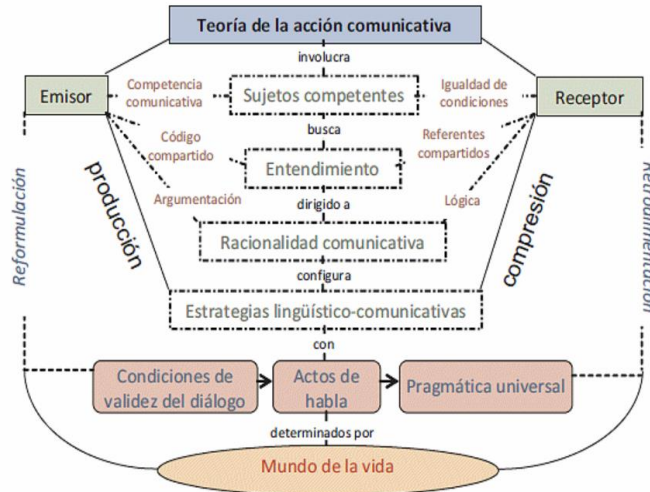 Teoría de la acción comunicativa
involucra
Emisor
Competencia
comunicativa
Sujetos competentes
Igualdad de
condiciones
Receptor
busca
Código
compartido
Entendimiento
Referentes
compartidos
dirigido a
Argumentación
Lógica
Racionalidad comunicativa
configura
Estrategias lingüístico-comunicativas
producción
compresión
Reformulación
Retroalimentación
con
Condiciones de
validez del diálogo
Actos de
habla
Pragmática universal
determinados por
Mundo de la vida